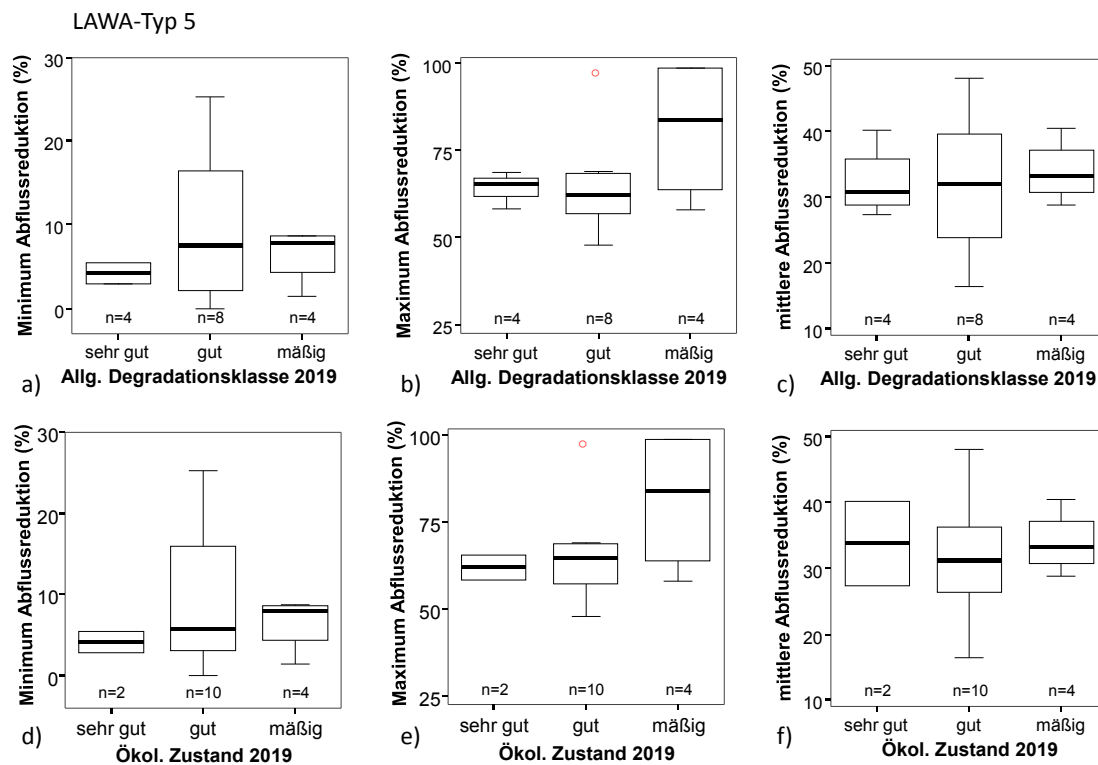 LAWA-Typ 5
Minimum Abflussreduktion (%)
30
20
10
0
n=4
n=8
n=4
sehr gut
gut
mäßig
a)
Allg. Degradationsklasse 2019
Maximum Abflussreduktion (%)
100
75
50
25
n=4
n=8
n=4
sehr gut
gut
mäßig
b)
Allg. Degradationsklasse 2019
mittlere Abflussreduktion (%)
50
40
30
20
10
n=4
n=8
n=4
sehr gut
gut
mäßig
c)
Allg. Degradationsklasse 2019
Minimum Abflussreduktion (%)
30
20
10
0
n=2
n=10
n=4
sehr gut
gut
mäßig
d)
Ökol. Zustand 2019
Maximum Abflussreduktion (%)
100
75
50
25
n=2
n=10
n=4
sehr gut
gut
mäßig
e)
Ökol. Zustand 2019
mittlere Abflussreduktion (%)
50
40
30
20
10
n=2
n=10
n=4
sehr gut
gut
mäßig
f)
Ökol. Zustand 2019